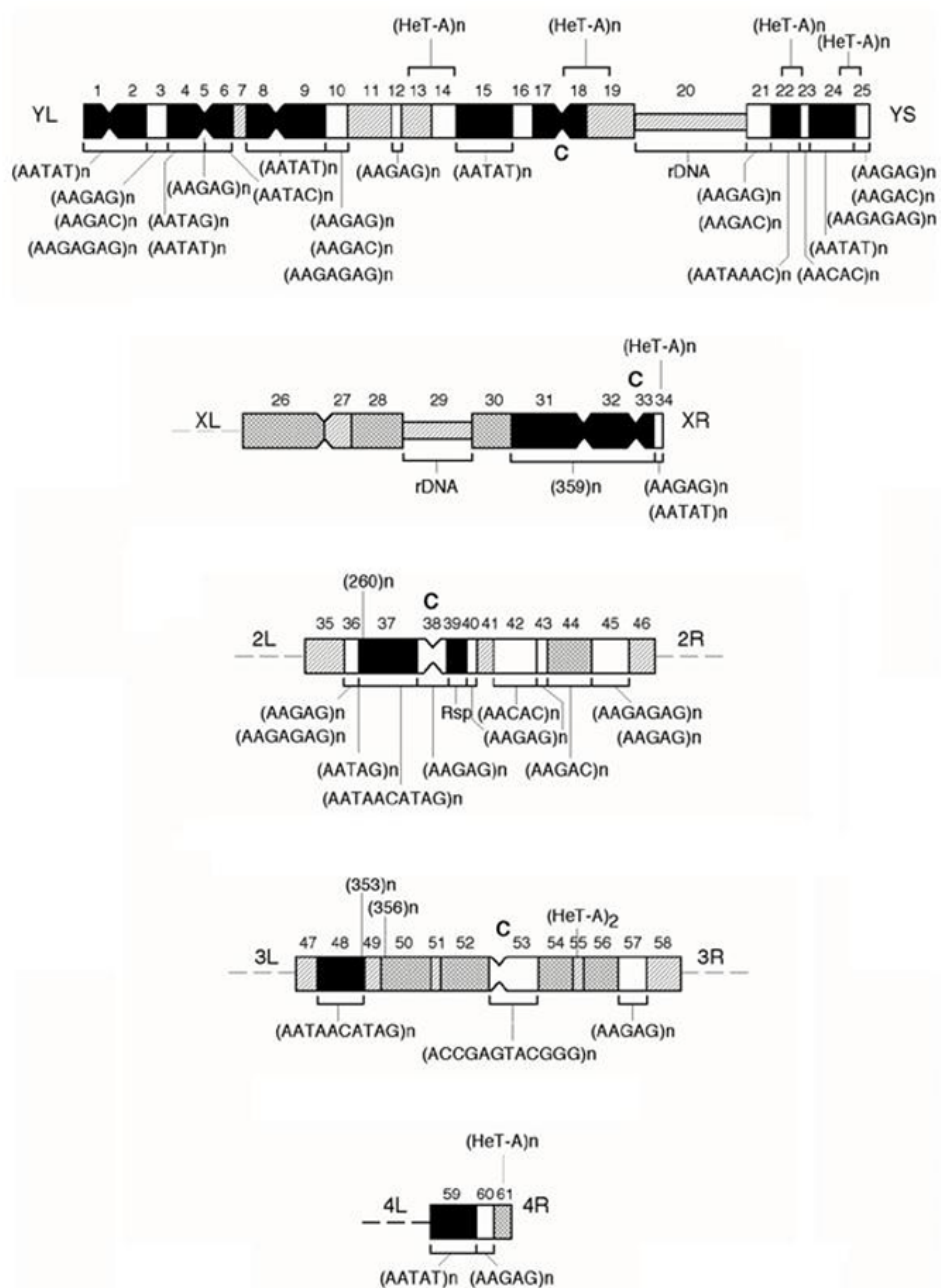 (HeT-A)n (HeT-A)n (HeT-A)n
(HeT-A)n
1 2 3 4 5 6 7 8 9 10 11 12 13 14 15 16 17 18 19 20 21 22 23 24 25
YL YS
C
(AATAT)n (AAGAG)n (AATAT)n (AAGAG)n (AATAT)n rDNA (AAGAG)n
(AAGAG)n (AATAC)n (AAGAG)n (AAGAC)n
(AAGAC)n (AATAG)n (AAGAG)n (AAGAC)n (AAGAGAG)n
(AAGAGAG)n (AATAT)n (AAGAC)n (AATAT)n
(AAGAGAG)n (AATAAAC)n (AACAC)n
(HeT-A)n
C
26 27 28 29 30 31 32 33 34
XL XR
rDNA (359)n (AAGAG)n
(AATAT)n
(260)n
C
35 36 37 38 39 40 41 42 43 44 45 46
2L 2R
(AAGAG)n Rsp (AACAC)n (AAGAGAG)n
(AAGAGAG)n (AAGAG)n (AAGAG)n
(AATAG)n (AAGAG)n (AAGAC)n
(AATAACATAG)n
(353)n
(356)n (HeT-A)2
C
47 48 49 50 51 52 53 54 55 56 57 58
3L 3R
(AATAACATAG)n (AAGAG)n
(ACCGAGTACGGG)n
(HeT-A)n
59 60 61
4L 4R
(AATAT)n (AAGAG)n